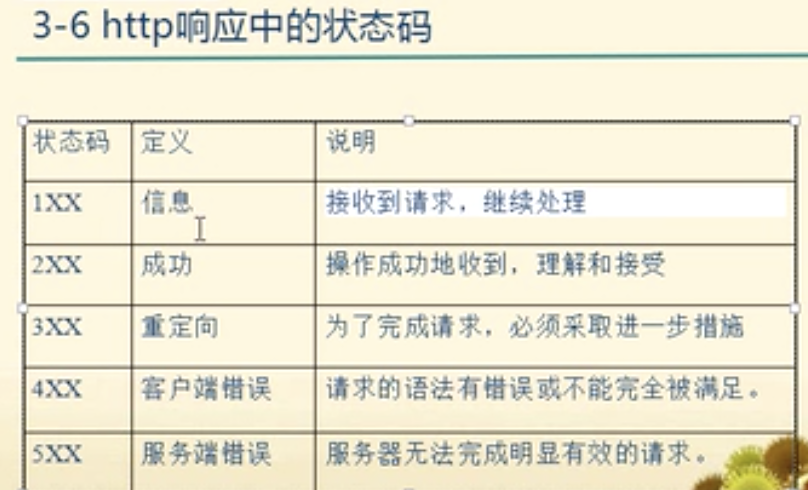 3-6 http响应中的状态码
状态码 定义 说明
1XX 信息 接收到请求，继续处理
2XX 成功 操作成功地收到，理解和接受
3XX 重定向 为了完成请求，必须采取进一步措施
4XX 客户端错误 请求的语法有错误或不能完全被满足。
5XX 服务端错误 服务器无法完成明显有效的请求。